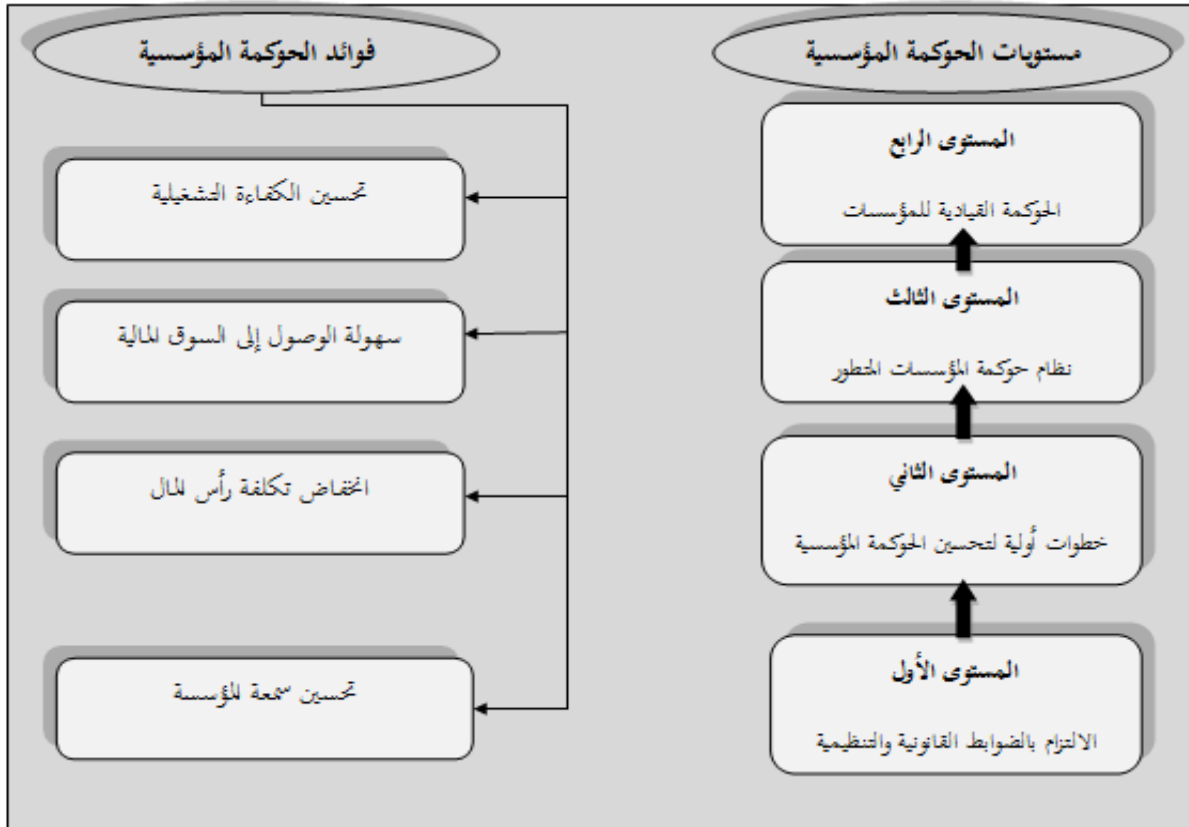 مستويات الحوكمة المؤسسية
المستوى الرابع
الحوكمة القيادية للمؤسسات
المستوى الثالث
نظام حوكمة المؤسسات المتطور
المستوى الثاني
خطوات أولية لتحسين الحوكمة المؤسسية
المستوى الأول
الالتزام بالضوابط القانونية والتنظيمية
فوائد الحوكمة المؤسسية
تحسين الكفاءة التشغيلية
سهولة الوصول إلى السوق المالية
انخفاض تكلفة رأس المال
تحسين سمعة المؤسسة